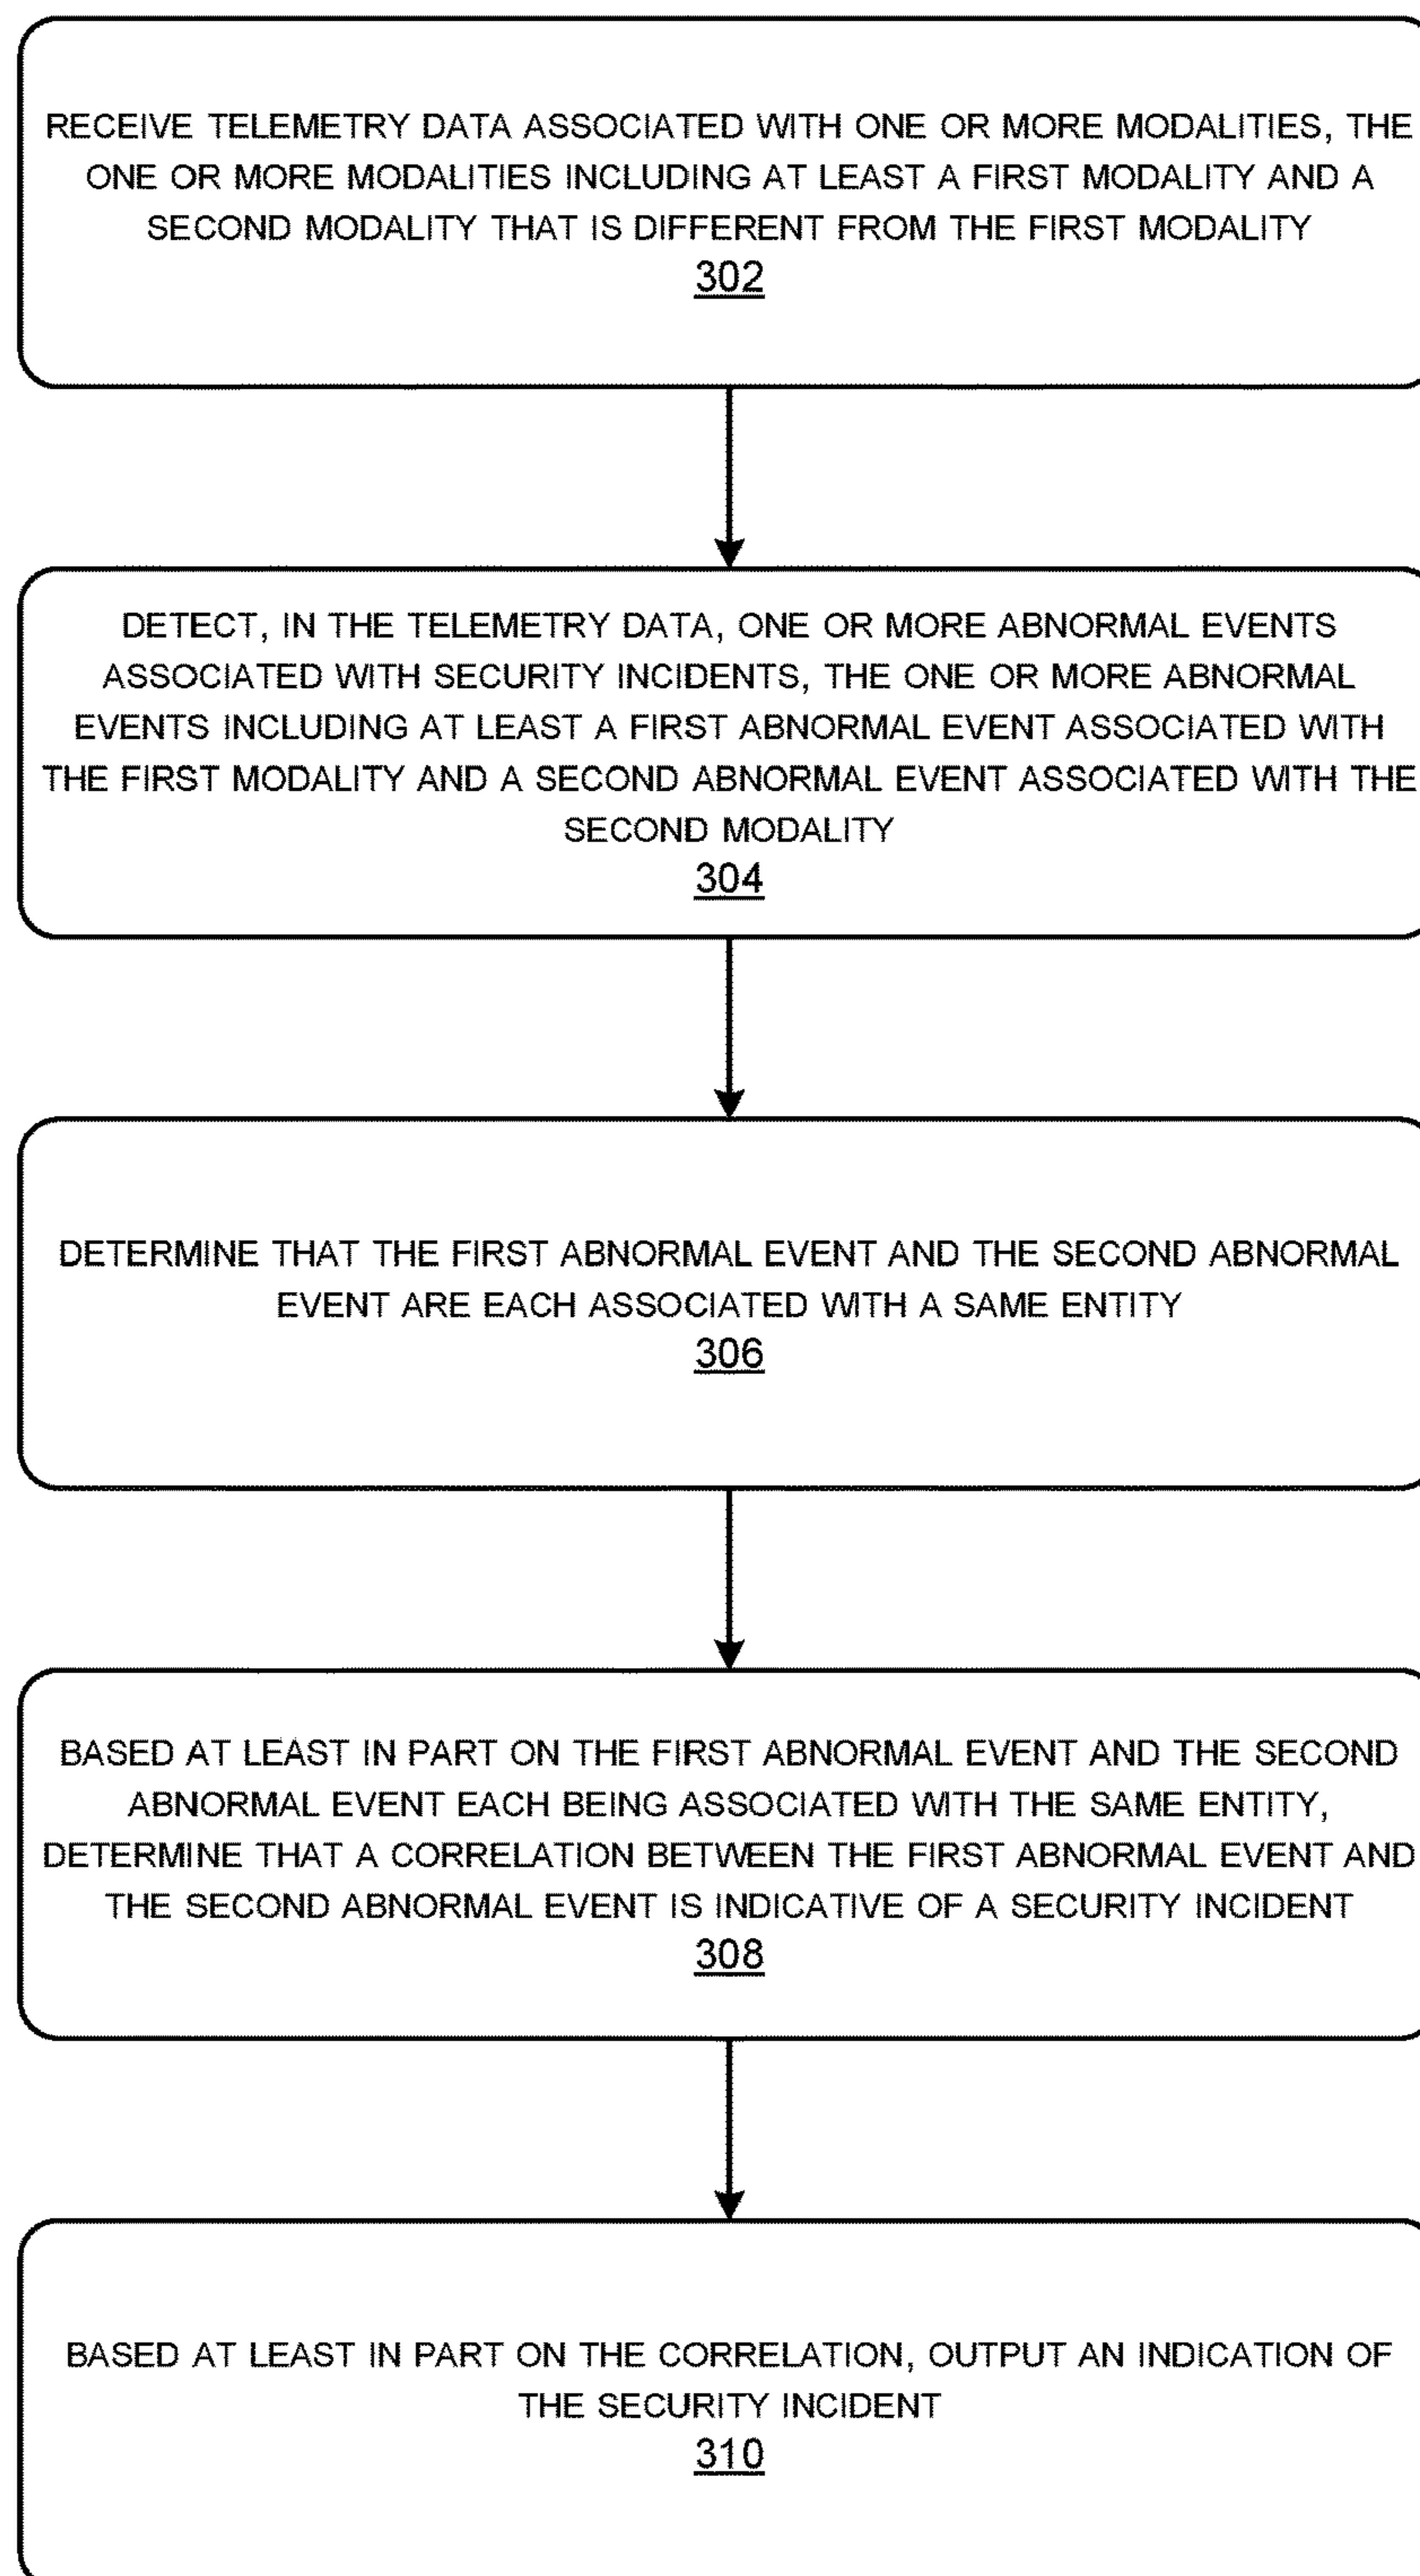 RECEIVE TELEMETRY DATA ASSOCIATED WITH ONE OR MORE MODALITIES, THE
ONE OR MORE MODALITIES INCLUDING AT LEAST A FIRST MODALITY AND A
SECOND MODALITY THAT IS DIFFERENT FROM THE FIRST MODALITY
302
DETECT, IN THE TELEMETRY DATA, ONE OR MORE ABNORMAL EVENTS
ASSOCIATED WITH SECURITY INCIDENTS, THE ONE OR MORE ABNORMAL
EVENTS INCLUDING AT LEAST A FIRST ABNORMAL EVENT ASSOCIATED WITH
THE FIRST MODALITY AND A SECOND ABNORMAL EVENT ASSOCIATED WITH THE
SECOND MODALITY
304
DETERMINE THAT THE FIRST ABNORMAL EVENT AND THE SECOND ABNORMAL
EVENT ARE EACH ASSOCIATED WITH A SAME ENTITY
306
BASED AT LEAST IN PART ON THE FIRST ABNORMAL EVENT AND THE SECOND
ABNORMAL EVENT EACH BEING ASSOCIATED WITH THE SAME ENTITY,
DETERMINE THAT A CORRELATION BETWEEN THE FIRST ABNORMAL EVENT AND
THE SECOND ABNORMAL EVENT IS INDICATIVE OF A SECURITY INCIDENT
308
BASED AT LEAST IN PART ON THE CORRELATION, OUTPUT AN INDICATION OF
THE SECURITY INCIDENT
310